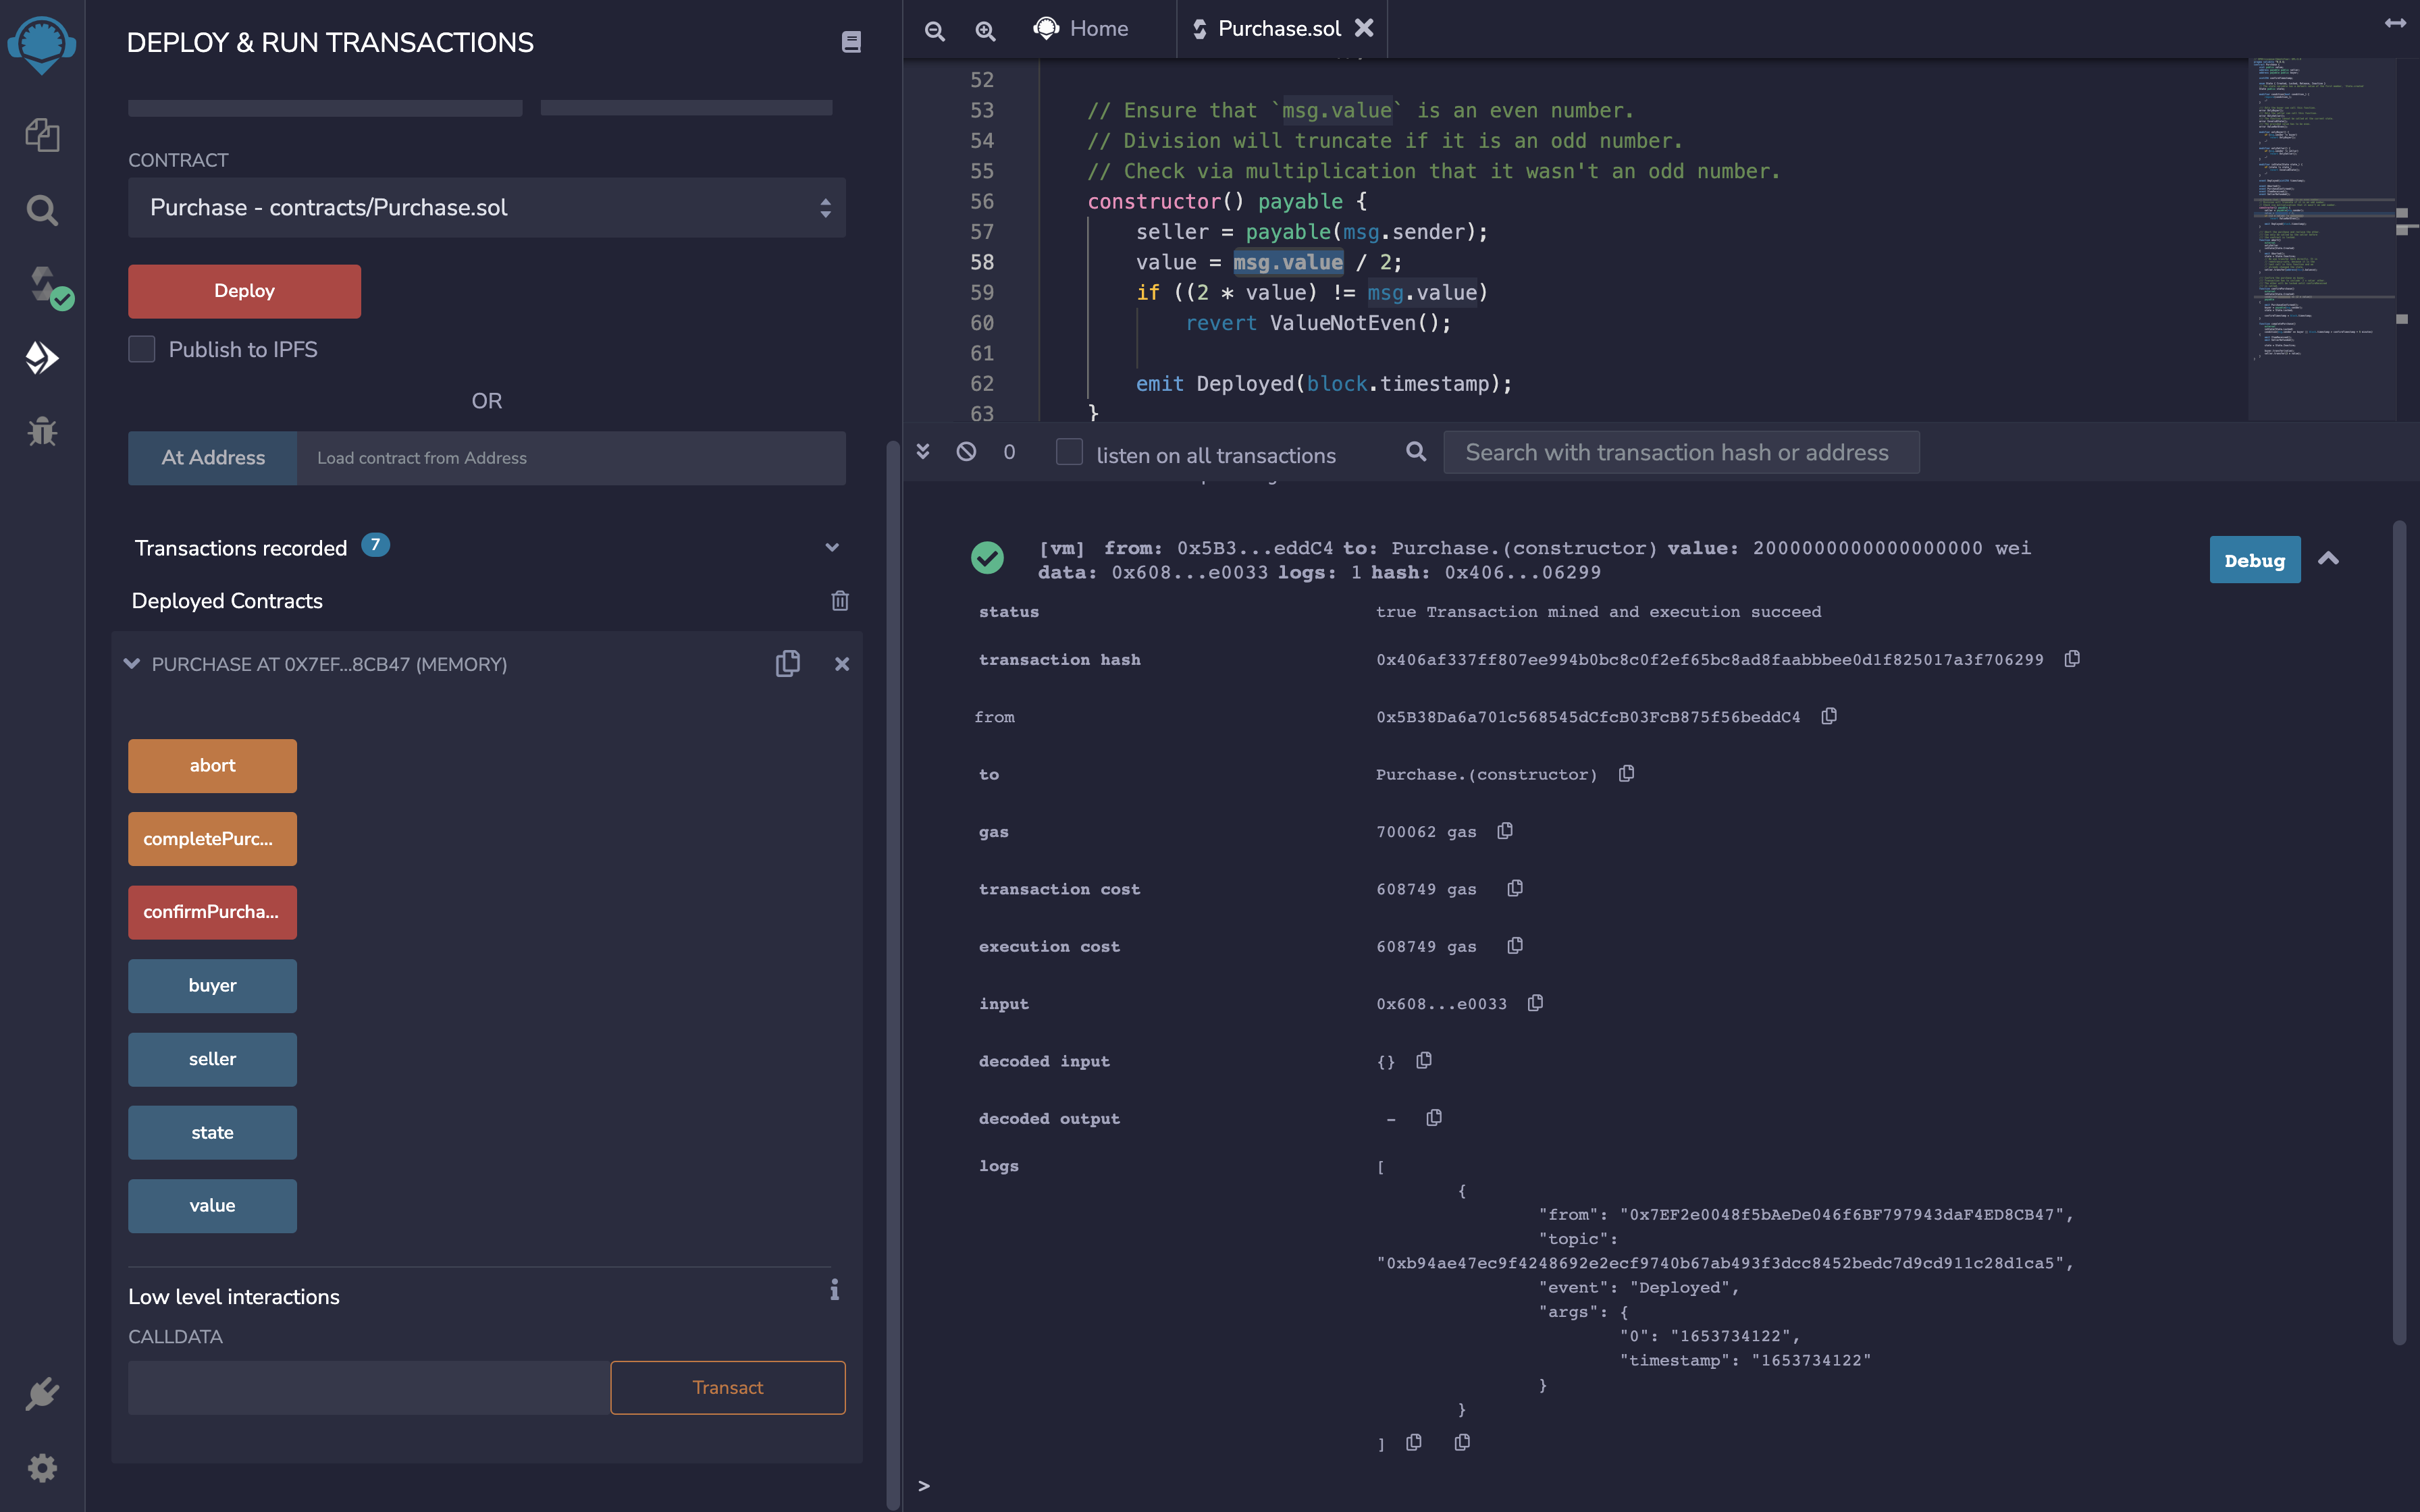 DEPLOY & RUN TRANSACTIONS
CONTRACT
Purchase - contracts/Purchase.sol
Deploy
Publish to IPFS
OR
At Address
Load contract from Address
Transactions recorded 7
Deployed Contracts
PURCHASE AT 0X7EF...8CB47 (MEMORY)
abort
completePurc...
confirmPurcha...
buyer
seller
state
value
Low level interactions
CALLDATA
Transact
Home
Purchase.sol
52
53 // Ensure that `msg.value` is an even number.
54 // Division will truncate if it is an odd number.
55 // Check via multiplication that it wasn't an odd number.
56 constructor() payable {
57 seller = payable(msg.sender);
58 value = msg.value / 2;
59 if ((2 * value) != msg.value)
60 revert ValueNotEven();
61
62 emit Deployed(block.timestamp);
63 }
0
listen on all transactions
Search with transaction hash or address
[vm] from: 0x5B3...eddC4 to: Purchase.(constructor) value: 2000000000000000000 wei
data: 0x608...e0033 logs: 1 hash: 0x406...06299
Debug
status true Transaction mined and execution succeed
transaction hash 0x406af337ff807ee994b0bc8c0f2ef65bc8ad8faabbbee0d1f825017a3f706299
from 0x5B38Da6a701c568545dCfcB03FcB875f56beddC4
to Purchase.(constructor)
gas 700062 gas
transaction cost 608749 gas
execution cost 608749 gas
input 0x608...e0033
decoded input {}
decoded output -
logs [
{
"from": "0x7EF2e0048f5bAeDe046f6BF797943daF4ED8CB47",
"topic":
"0xb94ae47ec9f4248692e2ecf9740b67ab493f3dcc8452bedc7d9cd911c28d1ca5",
"event": "Deployed",
"args": {
"0": "1653734122",
"timestamp": "1653734122"
}
}
]
>